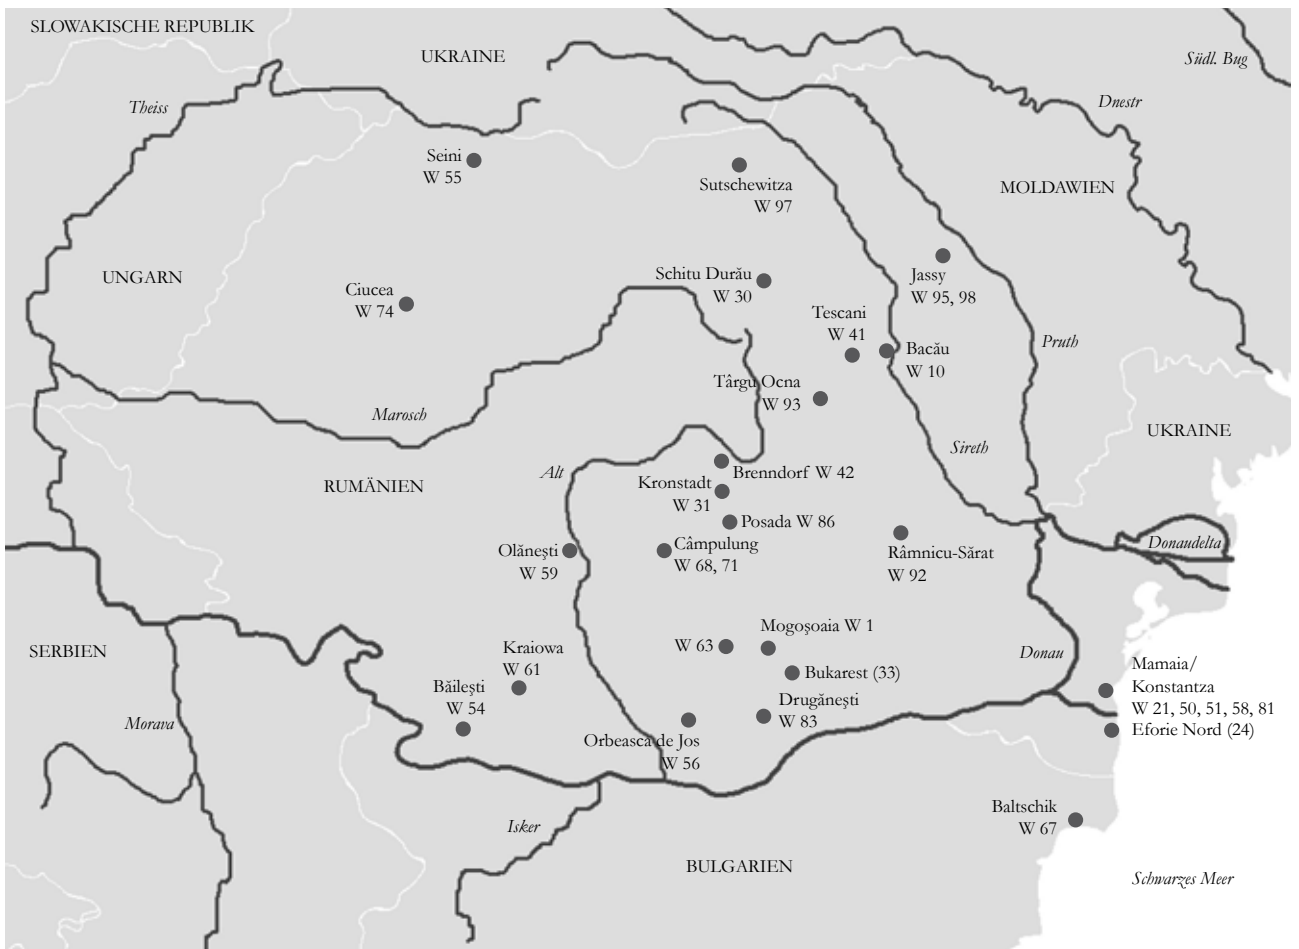 SLOWAKISCHE REPUBLIK
UKRAINE
Südl. Bug
Theiss
Dnestr
Seini
W 55
Sutschewitza
W 97
MOLDAWIEN
UNGARN
Ciucea
W 74
Schitu Durău
W 30
Jassy
W 95, 98
Tescani
W 41
Bacău
W 10
Pruth
Târgu Ocna
W 93
Marosch
UKRAINE
Sireth
Alt
Brenndorf W 42
Kronstadt
W 31
RUMÄNIEN
Posada W 86
Olăneşti
W 59
Câmpulung
W 68, 71
Râmnicu-Sărat
W 92
Donaudelta
Mogoşoaia W 1
W 63
SERBIEN
Kraiowa
W 61
Donau
Bukarest (33)
Mamaia/
Konstantza
W 21, 50, 51, 58, 81
Băileşti
W 54
Drugăneşti
W 83
Morava
Eforie Nord (24)
Orbeasca de Jos
W 56
Baltschik
W 67
Isker
BULGARIEN
Schwarzes Meer